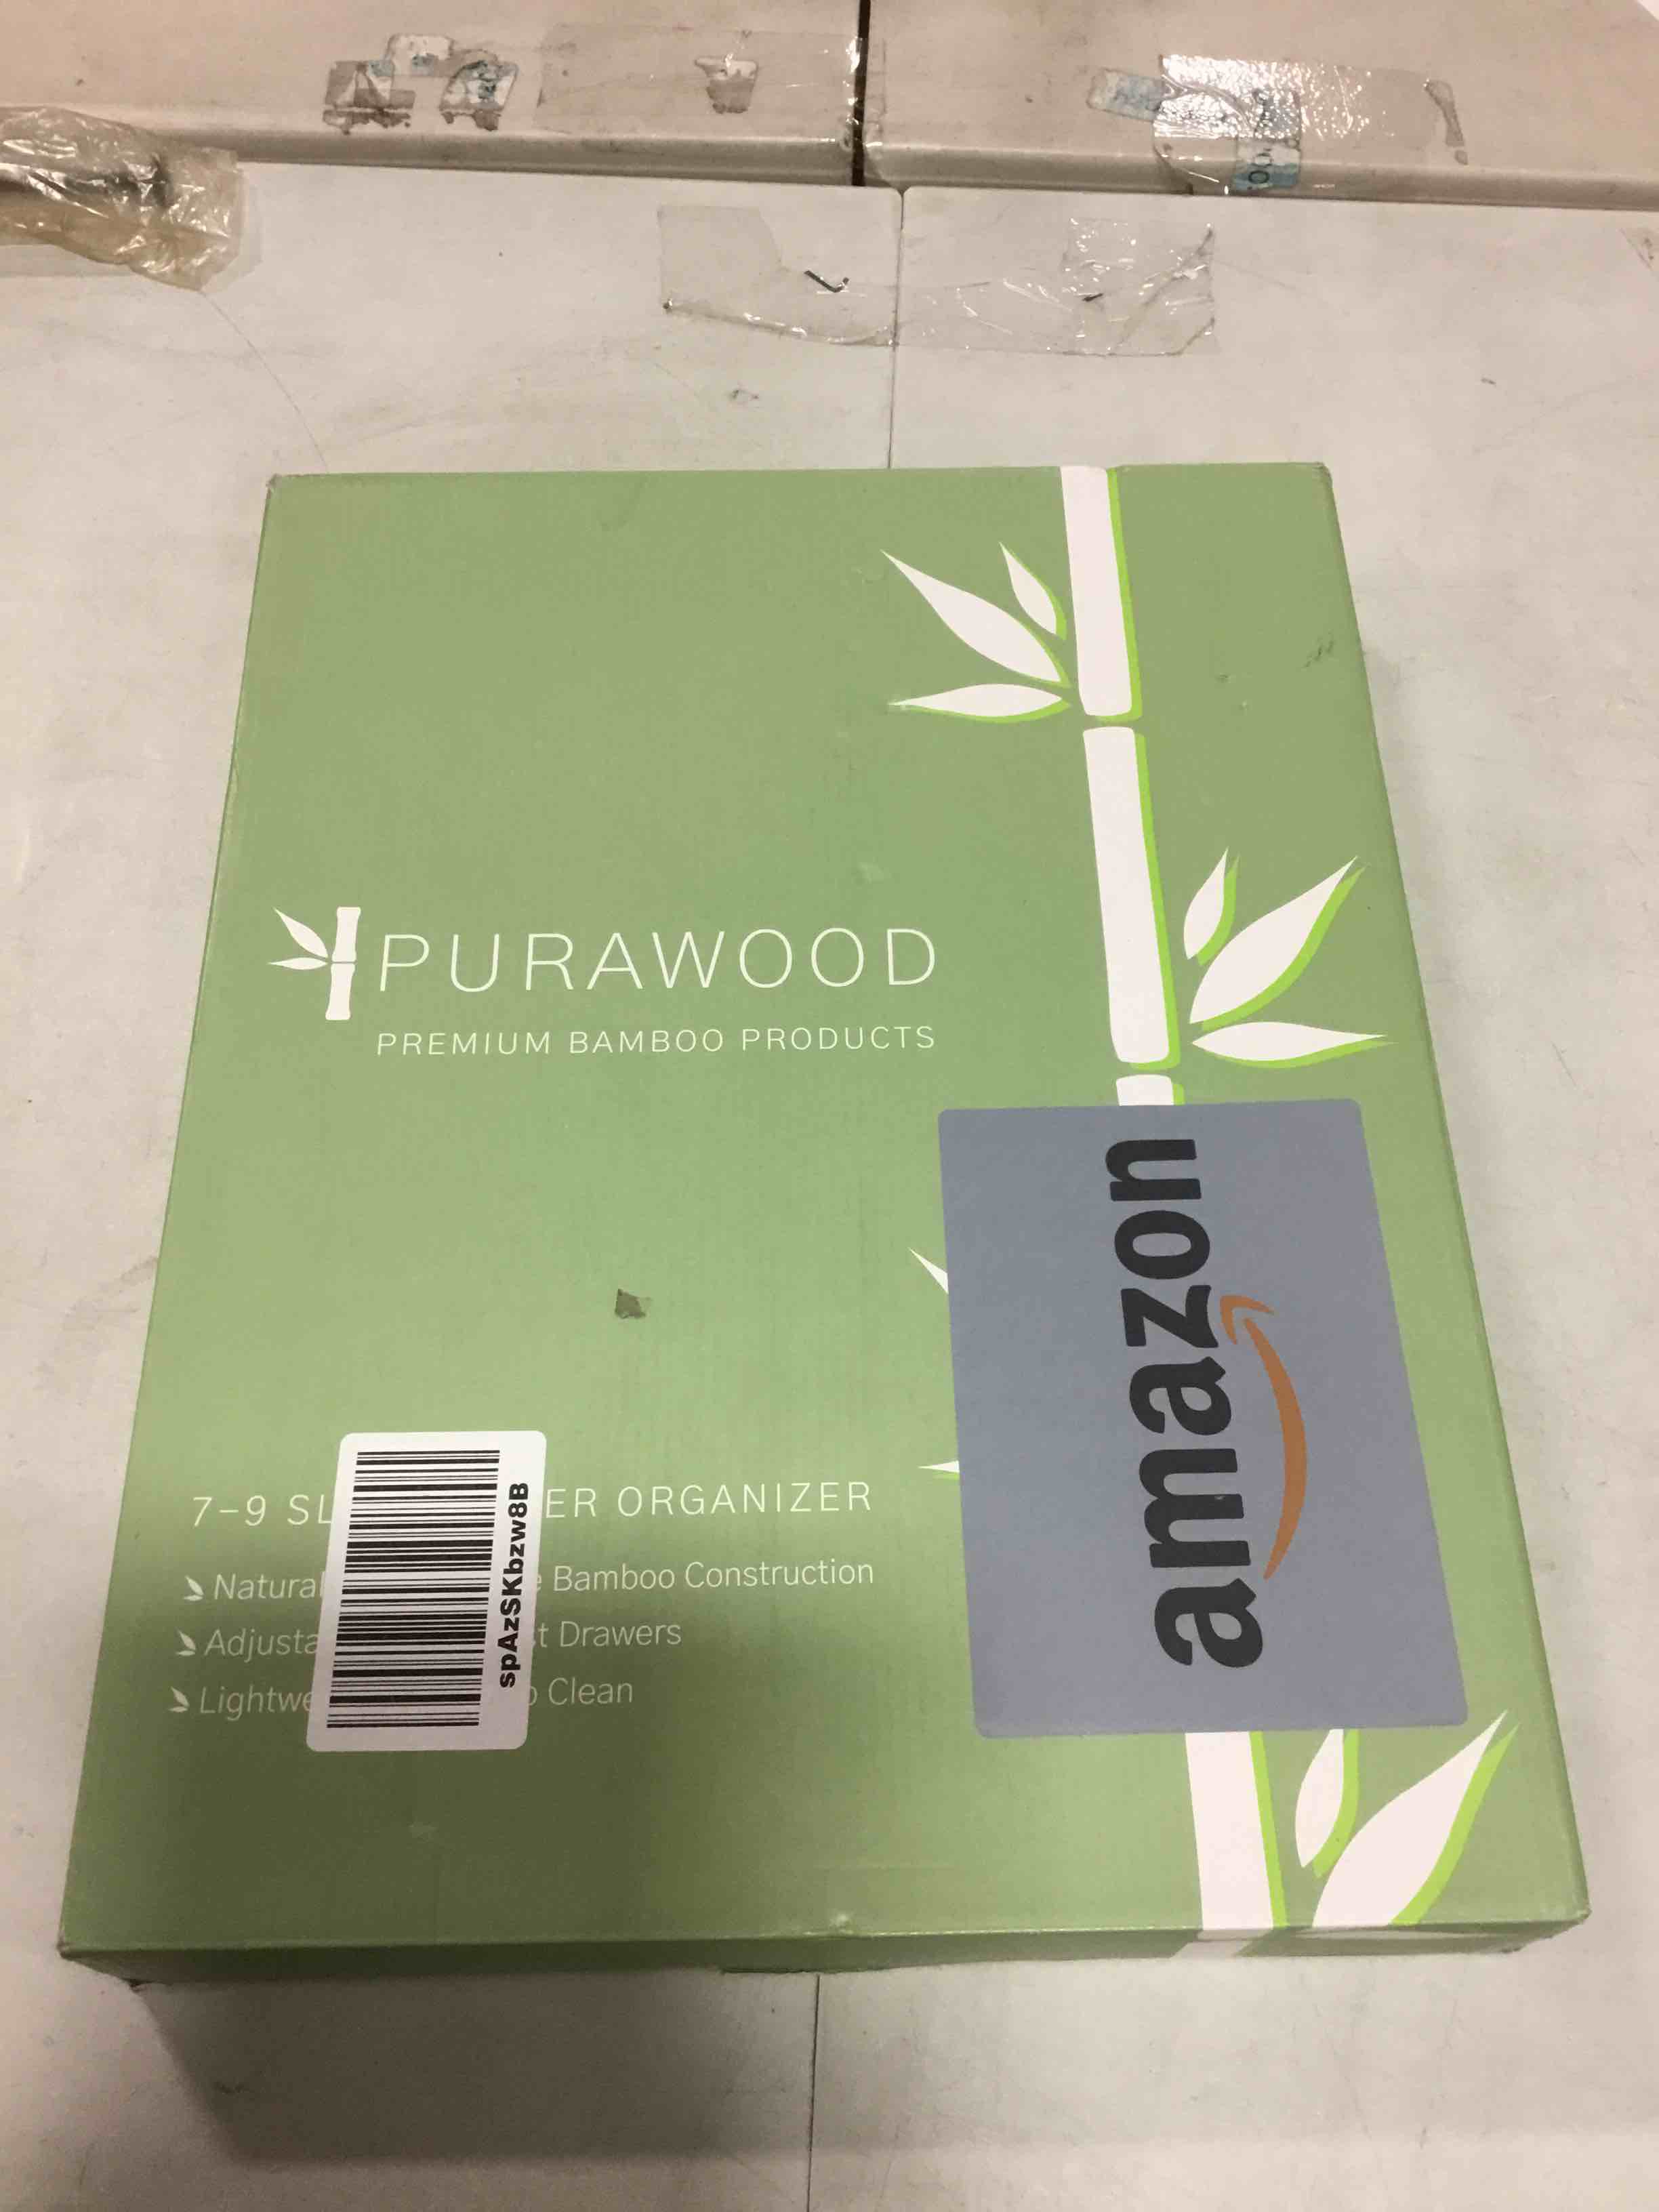 PURAWOOD
PREMIUM BAMBOO PRODUCTS
amazon
7-9 SL ER ORGANIZER
Natural Bamboo Construction
Adjusta t Drawers
Lightwe Clean
spAzSKbzw8B